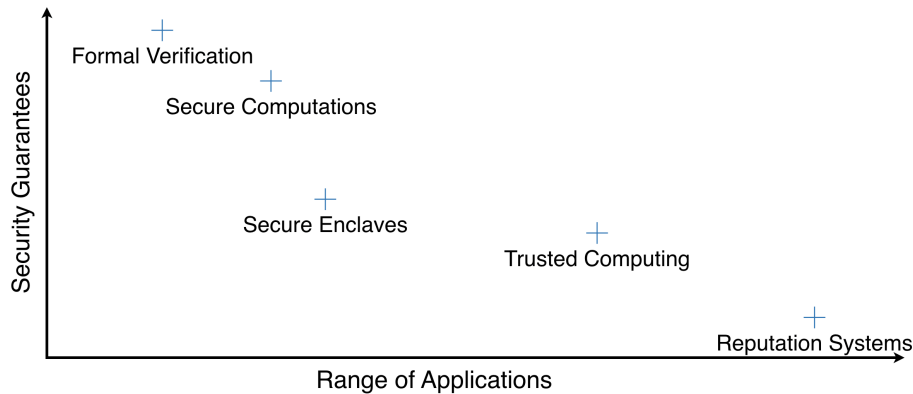 Security Guarantees
Formal Verification
Secure Computations
Secure Enclaves
Trusted Computing
Reputation Systems
Range of Applications